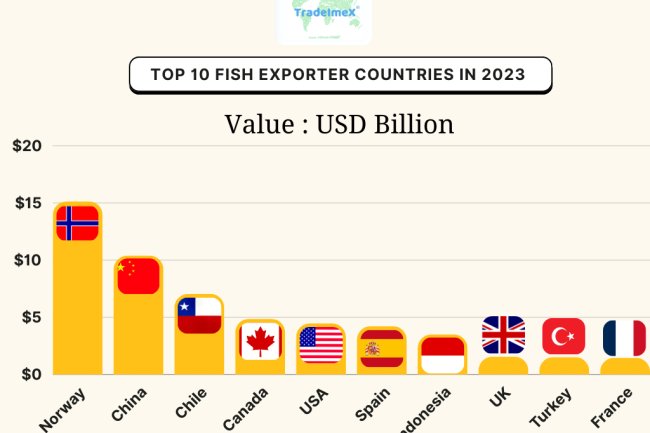 TradeImeX
TOP 10 FISH EXPORTER COUNTRIES IN 2023
Value : USD Billion
$20
$15
$10
$5
$0
Norway
China
Chile
Canada
USA
Spain
ndonesia
UK
Turkey
France